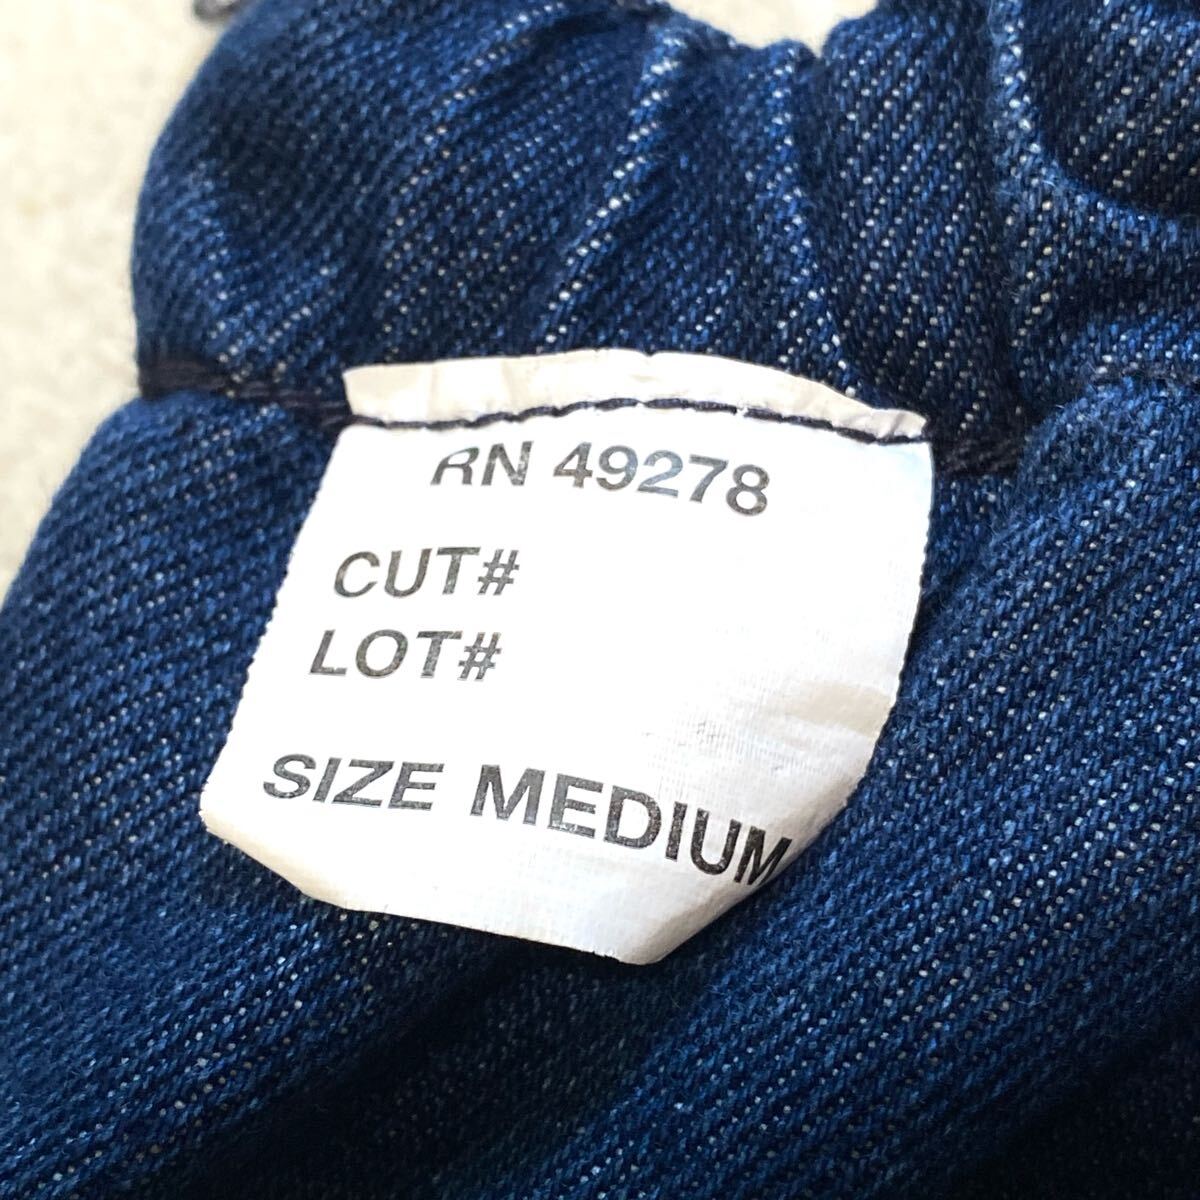 RN 49278
CUT#
LOT#
SIZE MEDIUM